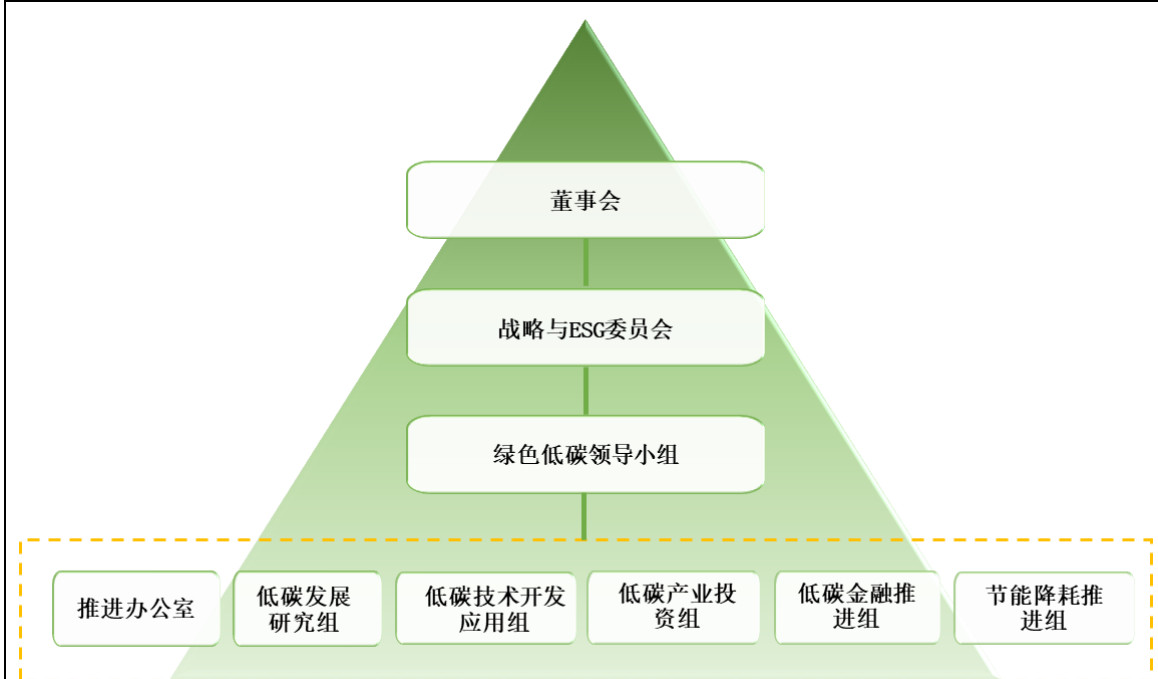 董事会
战略与ESG委员会
绿色低碳领导小组
推进办公室
低碳发展
研究组
低碳技术开发
应用组
低碳产业投
资组
低碳金融推
进组
节能降耗推
进组